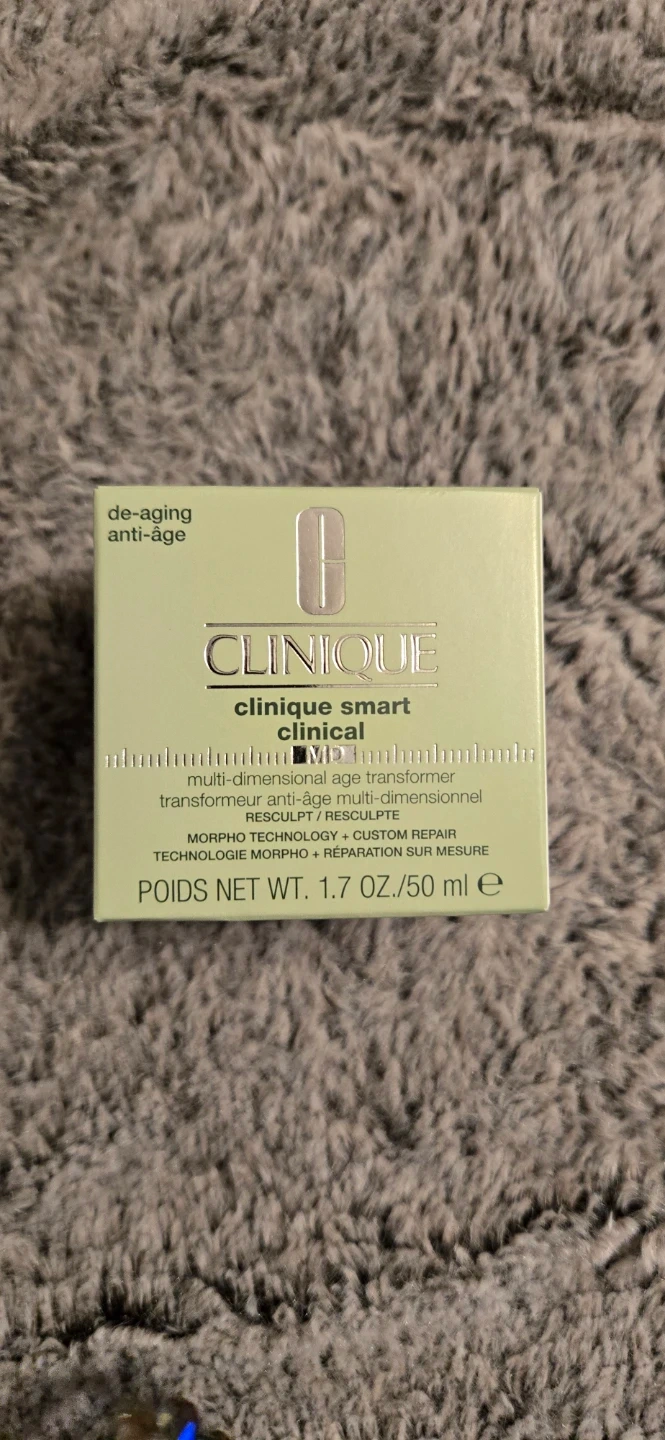 de-aging
anti-âge
CLINIQUE
clinique smart
clinical
MD
multi-dimensional age transformer
transformeur anti-âge multi-dimensionnel
RESCULPT / RESCULPTE
MORPHO TECHNOLOGY + CUSTOM REPAIR
TECHNOLOGIE MORPHO + RÉPARATION SUR MESURE
POIDS NET WT. 1.7 OZ./50 ml ℮